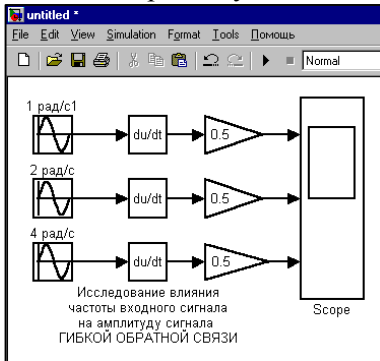 untitled *
File Edit View Simulation Format Tools Помощь
Normal
1 рад/с1
du/dt 0.5
2 рад/с
du/dt 0.5
4 рад/с
du/dt 0.5
Scope
Исследование влияния
частоты входного сигнала
на амплитуду сигнала
ГИБКОЙ ОБРАТНОЙ СВЯЗИ